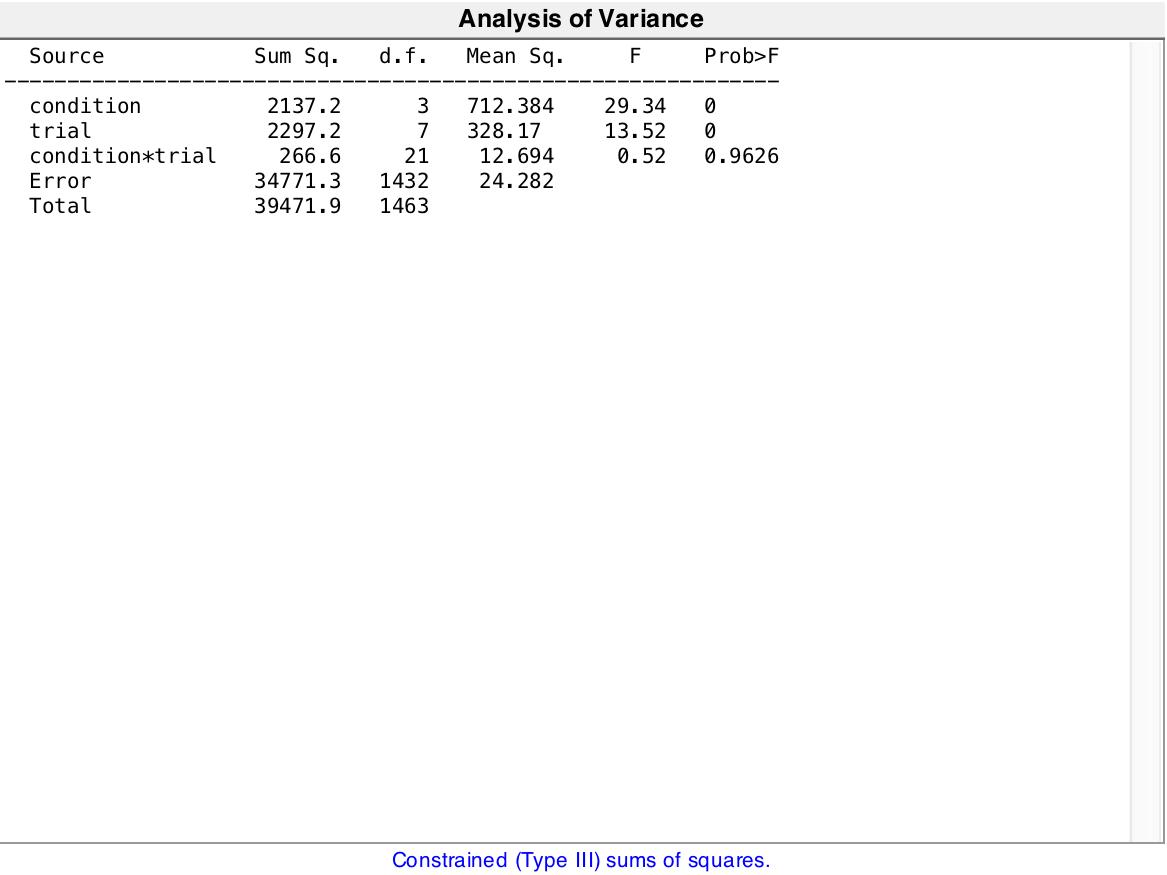 Analysis of Variance
Source Sum Sq. d.f. Mean Sq. F Prob>F
condition 2137.2 3 712.384 29.34 0
trial 2297.2 7 328.17 13.52 0
condition*trial 266.6 21 12.694 0.52 0.9626
Error 34771.3 1432 24.282
Total 39471.9 1463
Constrained (Type III) sums of squares.